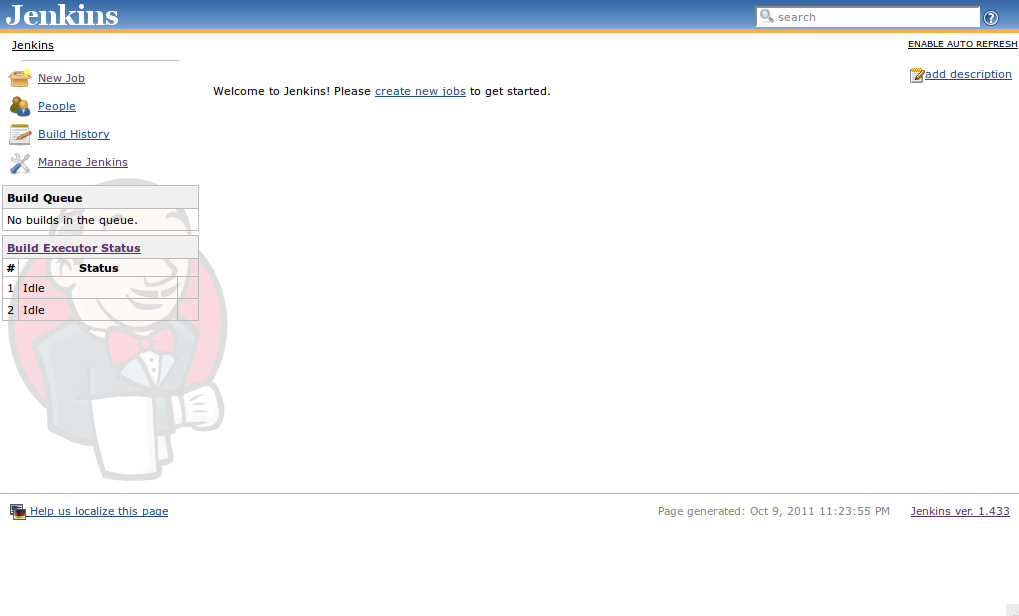 Jenkins
search
Jenkins
ENABLE AUTO REFRESH
New Job
add description
Welcome to Jenkins! Please create new jobs to get started.
People
Build History
Manage Jenkins
Build Queue
No builds in the queue.
Build Executor Status
# Status
1 Idle
2 Idle
Help us localize this page
Page generated: Oct 9, 2011 11:23:55 PM
Jenkins ver. 1.433